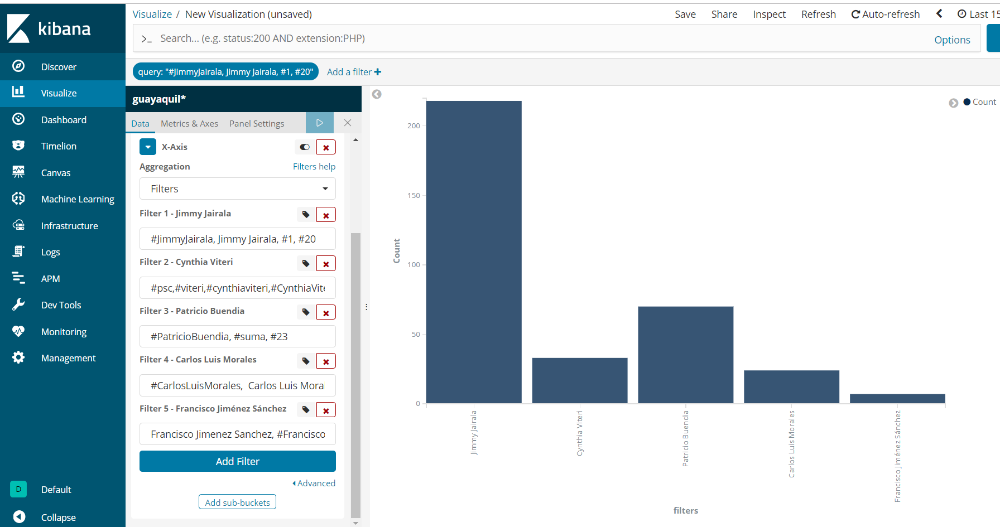 kibana
Discover
Visualize
Dashboard
Timelion
Canvas
Machine Learning
Infrastructure
Logs
APM
Dev Tools
Monitoring
Management
D Default
Collapse
Visualize / New Visualization (unsaved)
Save Share Inspect Refresh Auto-refresh Last 15
>_ Search... (e.g. status:200 AND extension:PHP)
Options
query: "#JimmyJairala, Jimmy Jairala, #1, #20" Add a filter +
guayaquil*
Data Metrics & Axes Panel Settings
X-Axis
Aggregation Filters help
Filters
Filter 1 - Jimmy Jairala
#JimmyJairala, Jimmy Jairala, #1, #20
Filter 2 - Cynthia Viteri
#psc,#viteri,#cynthiaviteri,#CynthiaVite
Filter 3 - Patricio Buendia
#PatricioBuendia, #suma, #23
Filter 4 - Carlos Luis Morales
#CarlosLuisMorales, Carlos Luis Mora
Filter 5 - Francisco Jiménez Sánchez
Francisco Jimenez Sanchez, #Francisco
Add Filter
Advanced
Add sub-buckets
Count
200
150
100
50
0
Count
Jimmy Jairala
Cynthia Viteri
Patricio Buendia
Carlos Luis Morales
Francisco Jiménez Sánchez
filters